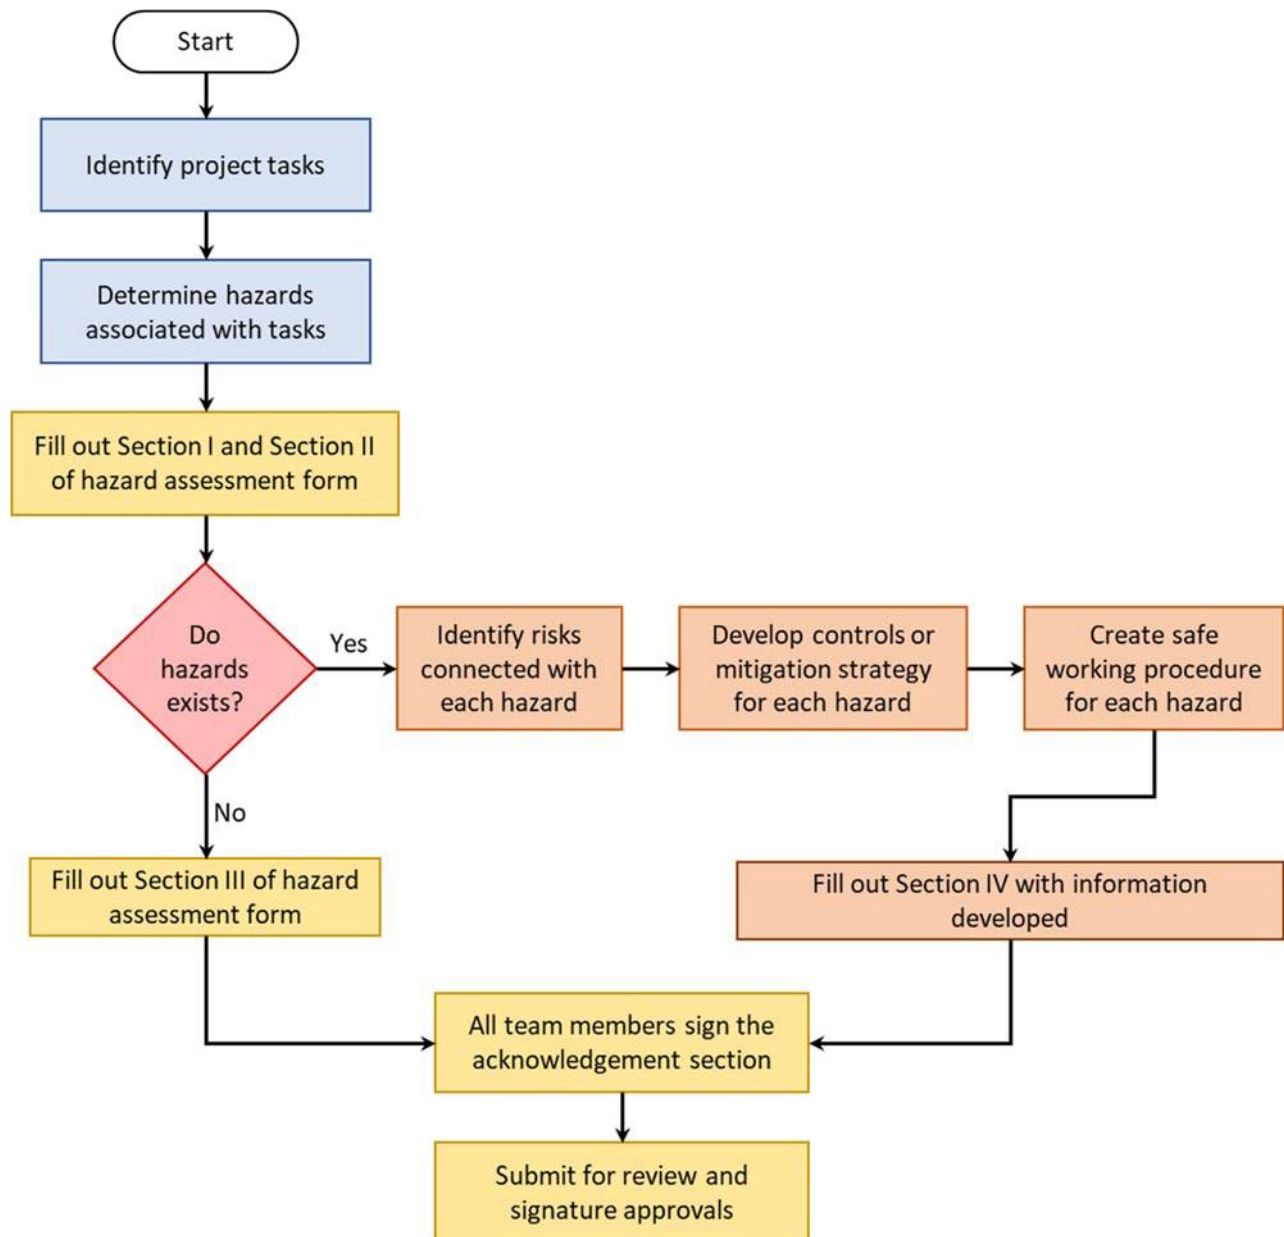 Start
Identify project tasks
Determine hazards
associated with tasks
Fill out Section I and Section II
of hazard assessment form
Do
hazards
exists?
Yes
Identify risks
connected with
each hazard
Develop controls or
mitigation strategy
for each hazard
Create safe
working procedure
for each hazard
No
Fill out Section III of hazard
assessment form
Fill out Section IV with information
developed
All team members sign the
acknowledgement section
Submit for review and
signature approvals